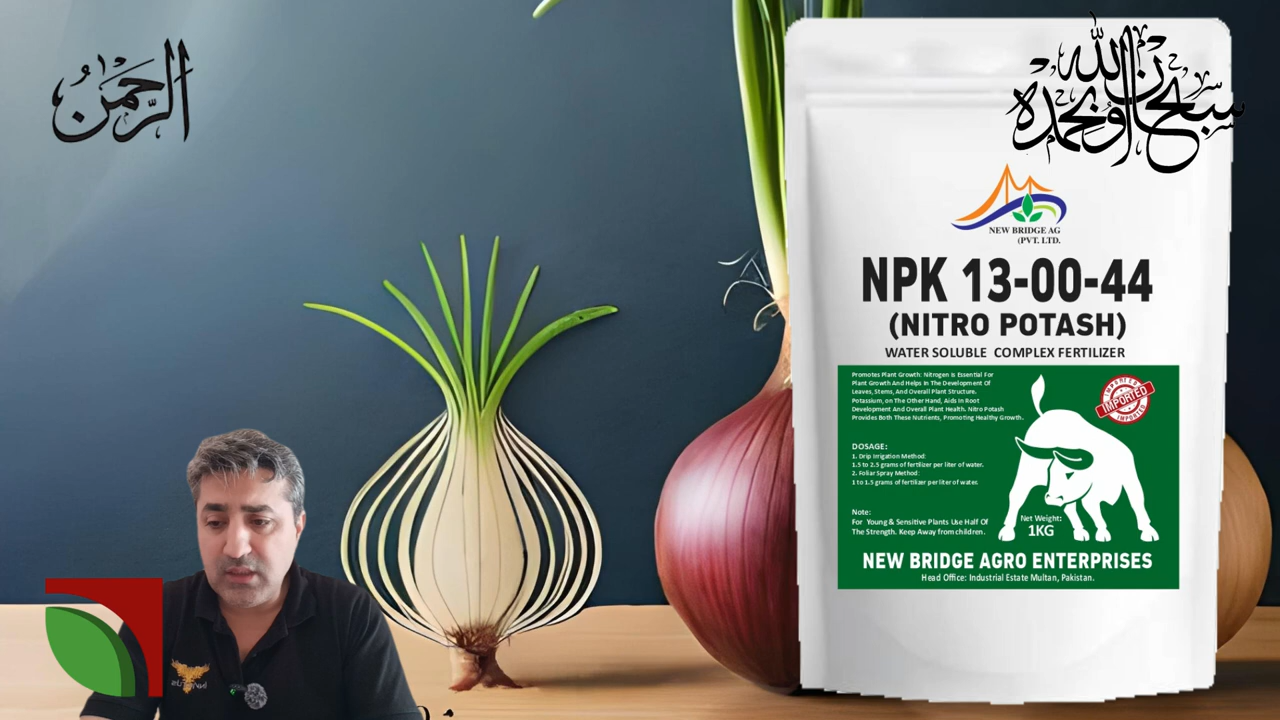 الرَّحْمَنُ
سبحان الله وبحمده
NEW BRIDGE AG
(PVT. LTD.
NPK 13-00-44
(NITRO POTASH)
WATER SOLUBLE COMPLEX FERTILIZER
Promotes Plant Growth: Nitrogen Is Essential For
Plant Growth And Helps In The Development Of
Leaves, Stems, And Overall Plant Structure.
Potassium, on The Other Hand, Aids In Root
Development And Overall Plant Health. Nitro Potash
Provides Both These Nutrients, Promoting Healthy Growth.
IMPORTED
IMPORTED
IMPORTED
DOSAGE:
1. Drip Irrigation Method:
1.5 to 2.5 grams of fertilizer per liter of water.
2. Foliar Spray Method:
1 to 1.5 grams of fertilizer per liter of water.
Note:
For Young & Sensitive Plants Use Half Of
The Strength. Keep Away from children.
Net Weight:
1KG
NEW BRIDGE AGRO ENTERPRISES
Head Office: Industrial Estate Multan, Pakistan.